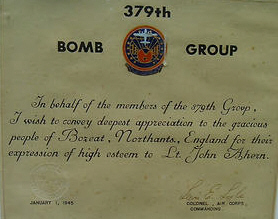 379th
BOMB GROUP
In behalf of the members of the 379th Group,
I wish to convey deepest appreciation to the gracious
people of Bozeat, Northants., England for their
expression of high esteem to Lt. John Ahern.
JANUARY 1, 1945
COLONEL, AIR CORPS,
COMMANDING